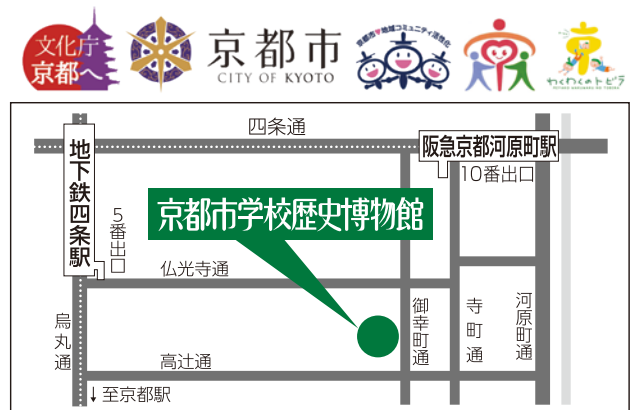 文化庁
京都へ
京都市
CITY OF KYOTO
京都市♥地域コミュニティ活性化
京
わくわくのトビラ
四条通
地下鉄四条駅
阪急京都河原町駅
10番出口
5番出口
京都市学校歴史博物館
仏光寺通
烏丸通
御幸町通
寺町通
河原町通
高辻通
↓至京都駅